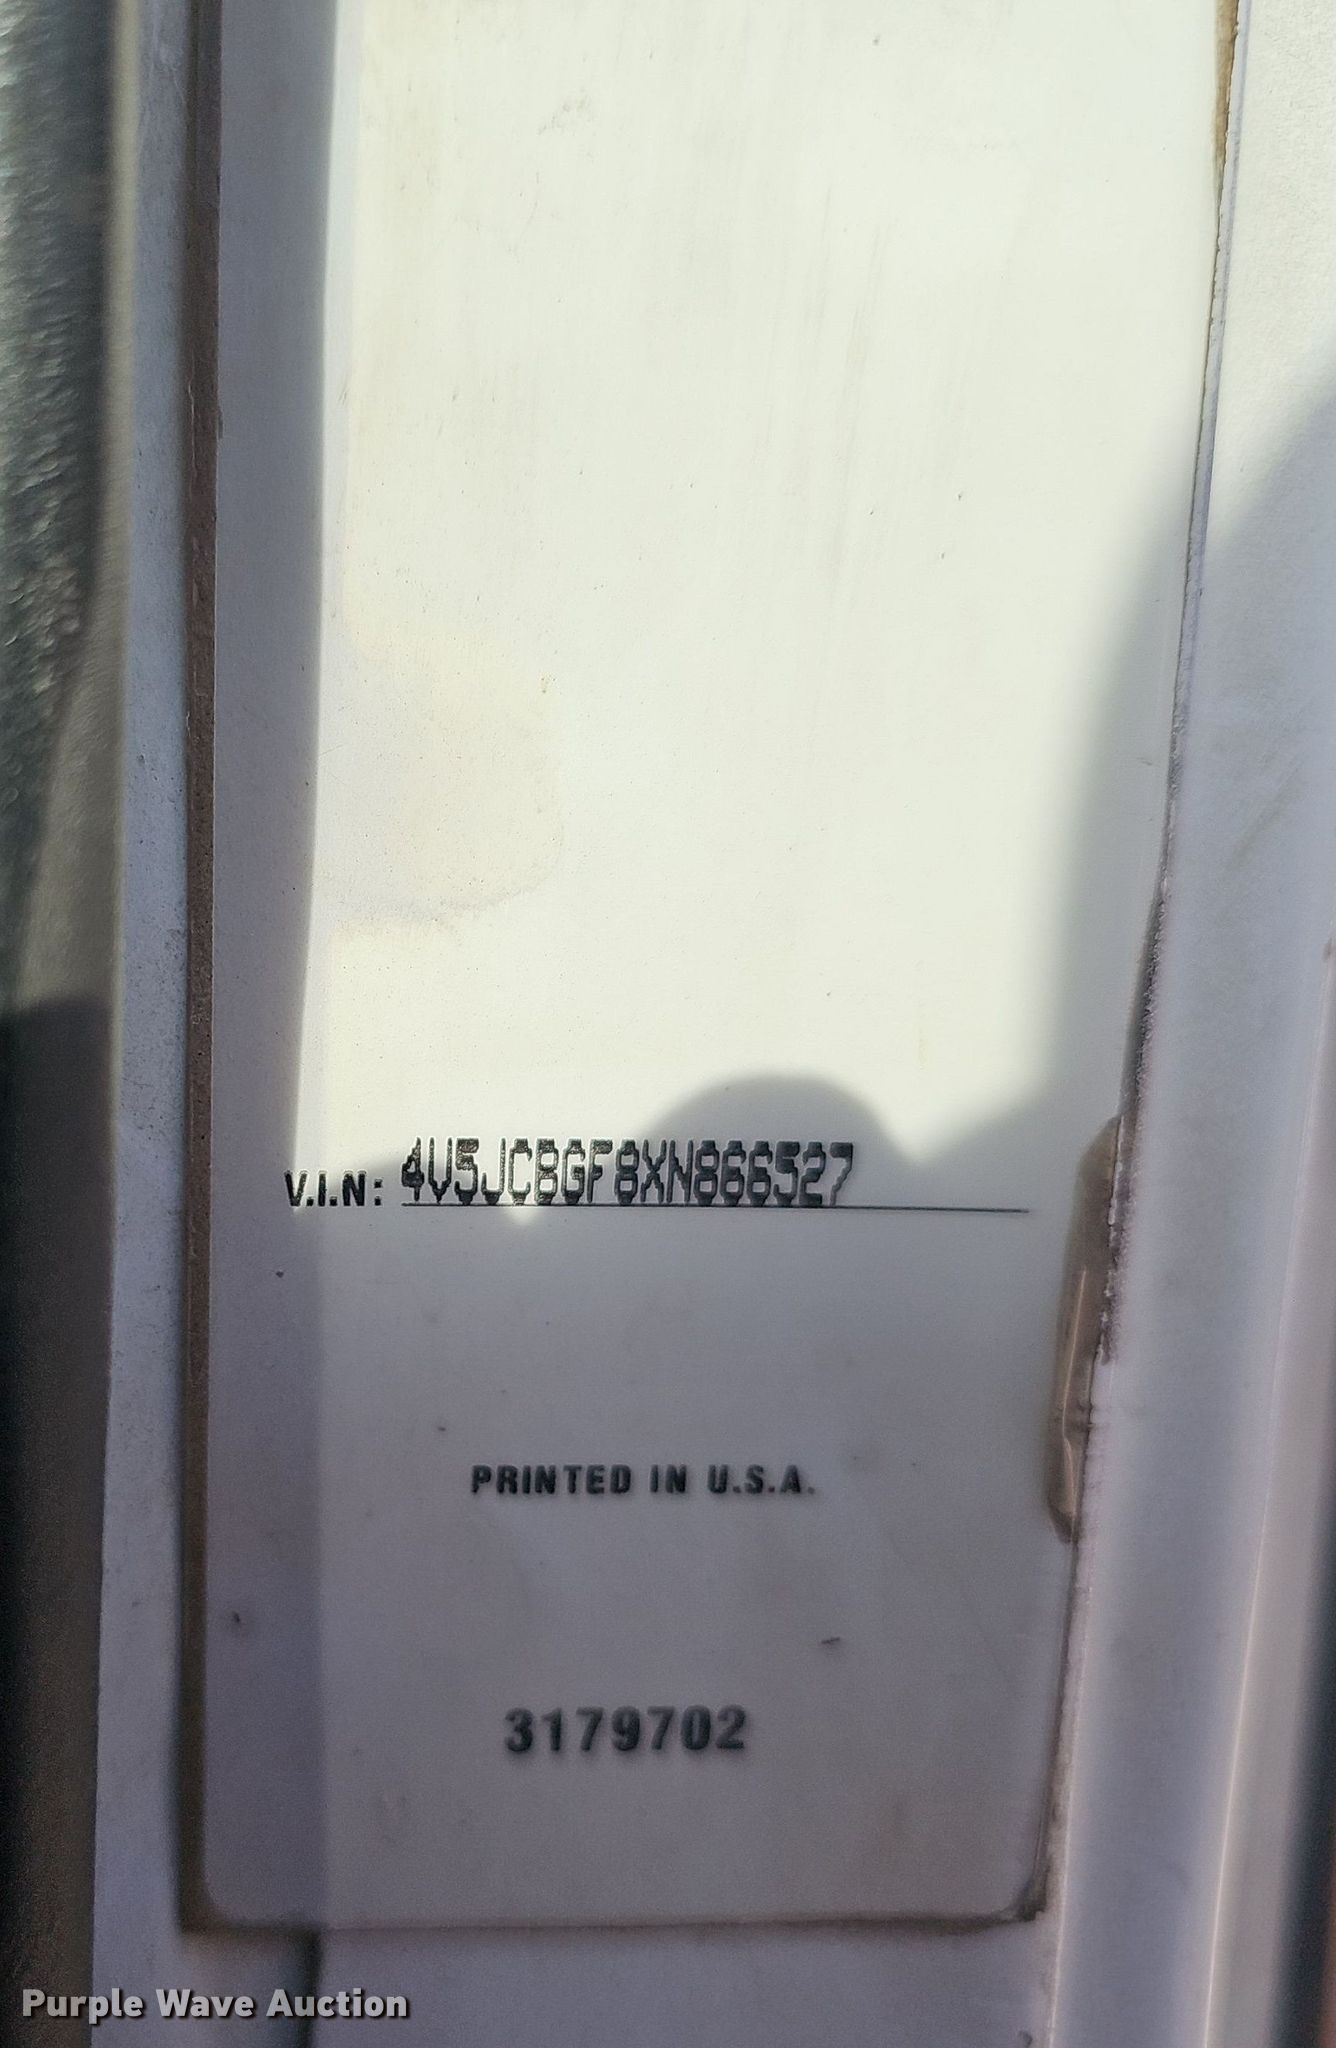 V.I.N: 4V5JCBGF8XN866527
PRINTED IN U.S.A.
3179702
Purple Wave Auction